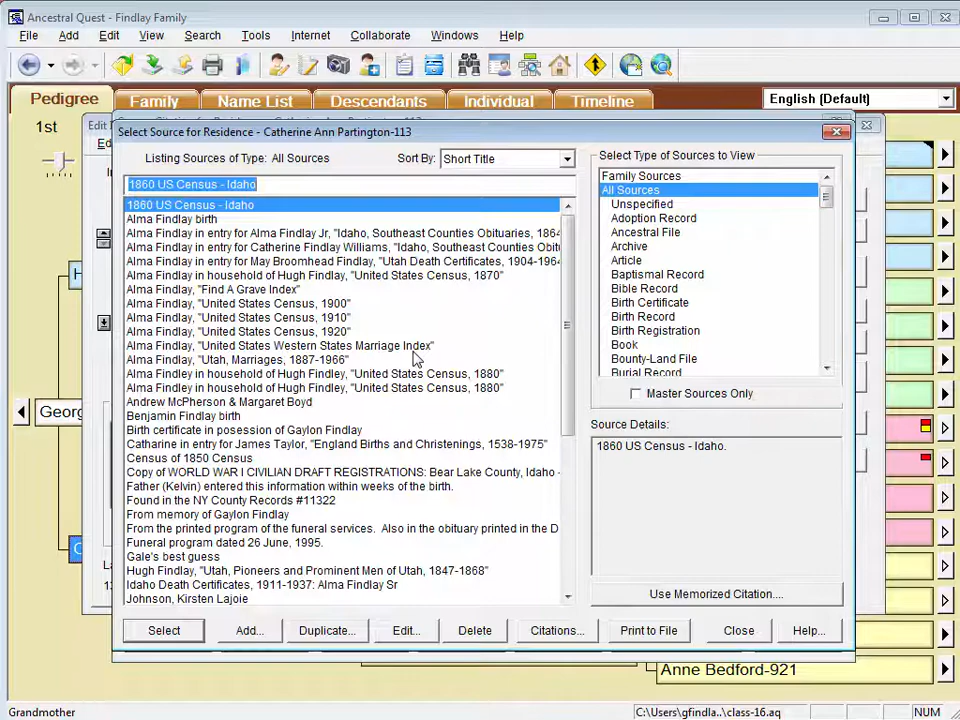 Ancestral Quest - Findlay Family
File Add Edit View Search Tools Internet Collaborate Windows Help
Pedigree Family Name List Descendants Individual Timeline English (Default)
1st
Select Source for Residence - Catherine Ann Partington-113
Listing Sources of Type: All Sources
Sort By: Short Title
Select Type of Sources to View
1860 US Census - Idaho
1860 US Census - Idaho
Alma Findlay birth
Alma Findlay in entry for Alma Findlay Jr, "Idaho, Southeast Counties Obituaries, 1864
Alma Findlay in entry for Catherine Findlay Williams, "Idaho, Southeast Counties Obit
Alma Findlay in entry for May Broomhead Findlay, "Utah Death Certificates, 1904-1964
Alma Findlay in household of Hugh Findlay, "United States Census, 1870"
Alma Findlay, "Find A Grave Index"
Alma Findlay, "United States Census, 1900"
Alma Findlay, "United States Census, 1910"
Alma Findlay, "United States Census, 1920"
Alma Findlay, "United States Western States Marriage Index"
Alma Findlay, "Utah, Marriages, 1887-1966"
Alma Findlay in household of Hugh Findlay, "United States Census, 1880"
Alma Findlay in household of Hugh Findlay, "United States Census, 1880"
Andrew McPherson & Margaret Boyd
Benjamin Findlay birth
Birth certificate in posession of Gaylon Findlay
Catharine in entry for James Taylor, "England Births and Christenings, 1538-1975"
Census of 1850 Census
Copy of WORLD WAR I CIVILIAN DRAFT REGISTRATIONS: Bear Lake County, Idaho -
Father (Kelvin) entered this information within weeks of the birth.
Found in the NY County Records #11322
From memory of Gaylon Findlay
From the printed program of the funeral services. Also in the obituary printed in the D
Funeral program dated 26 June, 1995.
Gale's best guess
Hugh Findlay, "Utah, Pioneers and Prominent Men of Utah, 1847-1868"
Idaho Death Certificates, 1911-1937: Alma Findlay Sr
Johnson, Kirsten Lajoie
Family Sources
All Sources
Unspecified
Adoption Record
Ancestral File
Archive
Article
Baptismal Record
Bible Record
Birth Certificate
Birth Record
Birth Registration
Book
Bounty-Land File
Burial Record
Master Sources Only
Source Details:
1860 US Census - Idaho.
Use Memorized Citation....
Select Add... Duplicate... Edit... Delete Citations... Print to File Close Help...
Geor
Anne Bedford-921
Grandmother
C:\Users\gfindla..\class-16.aq
NUM